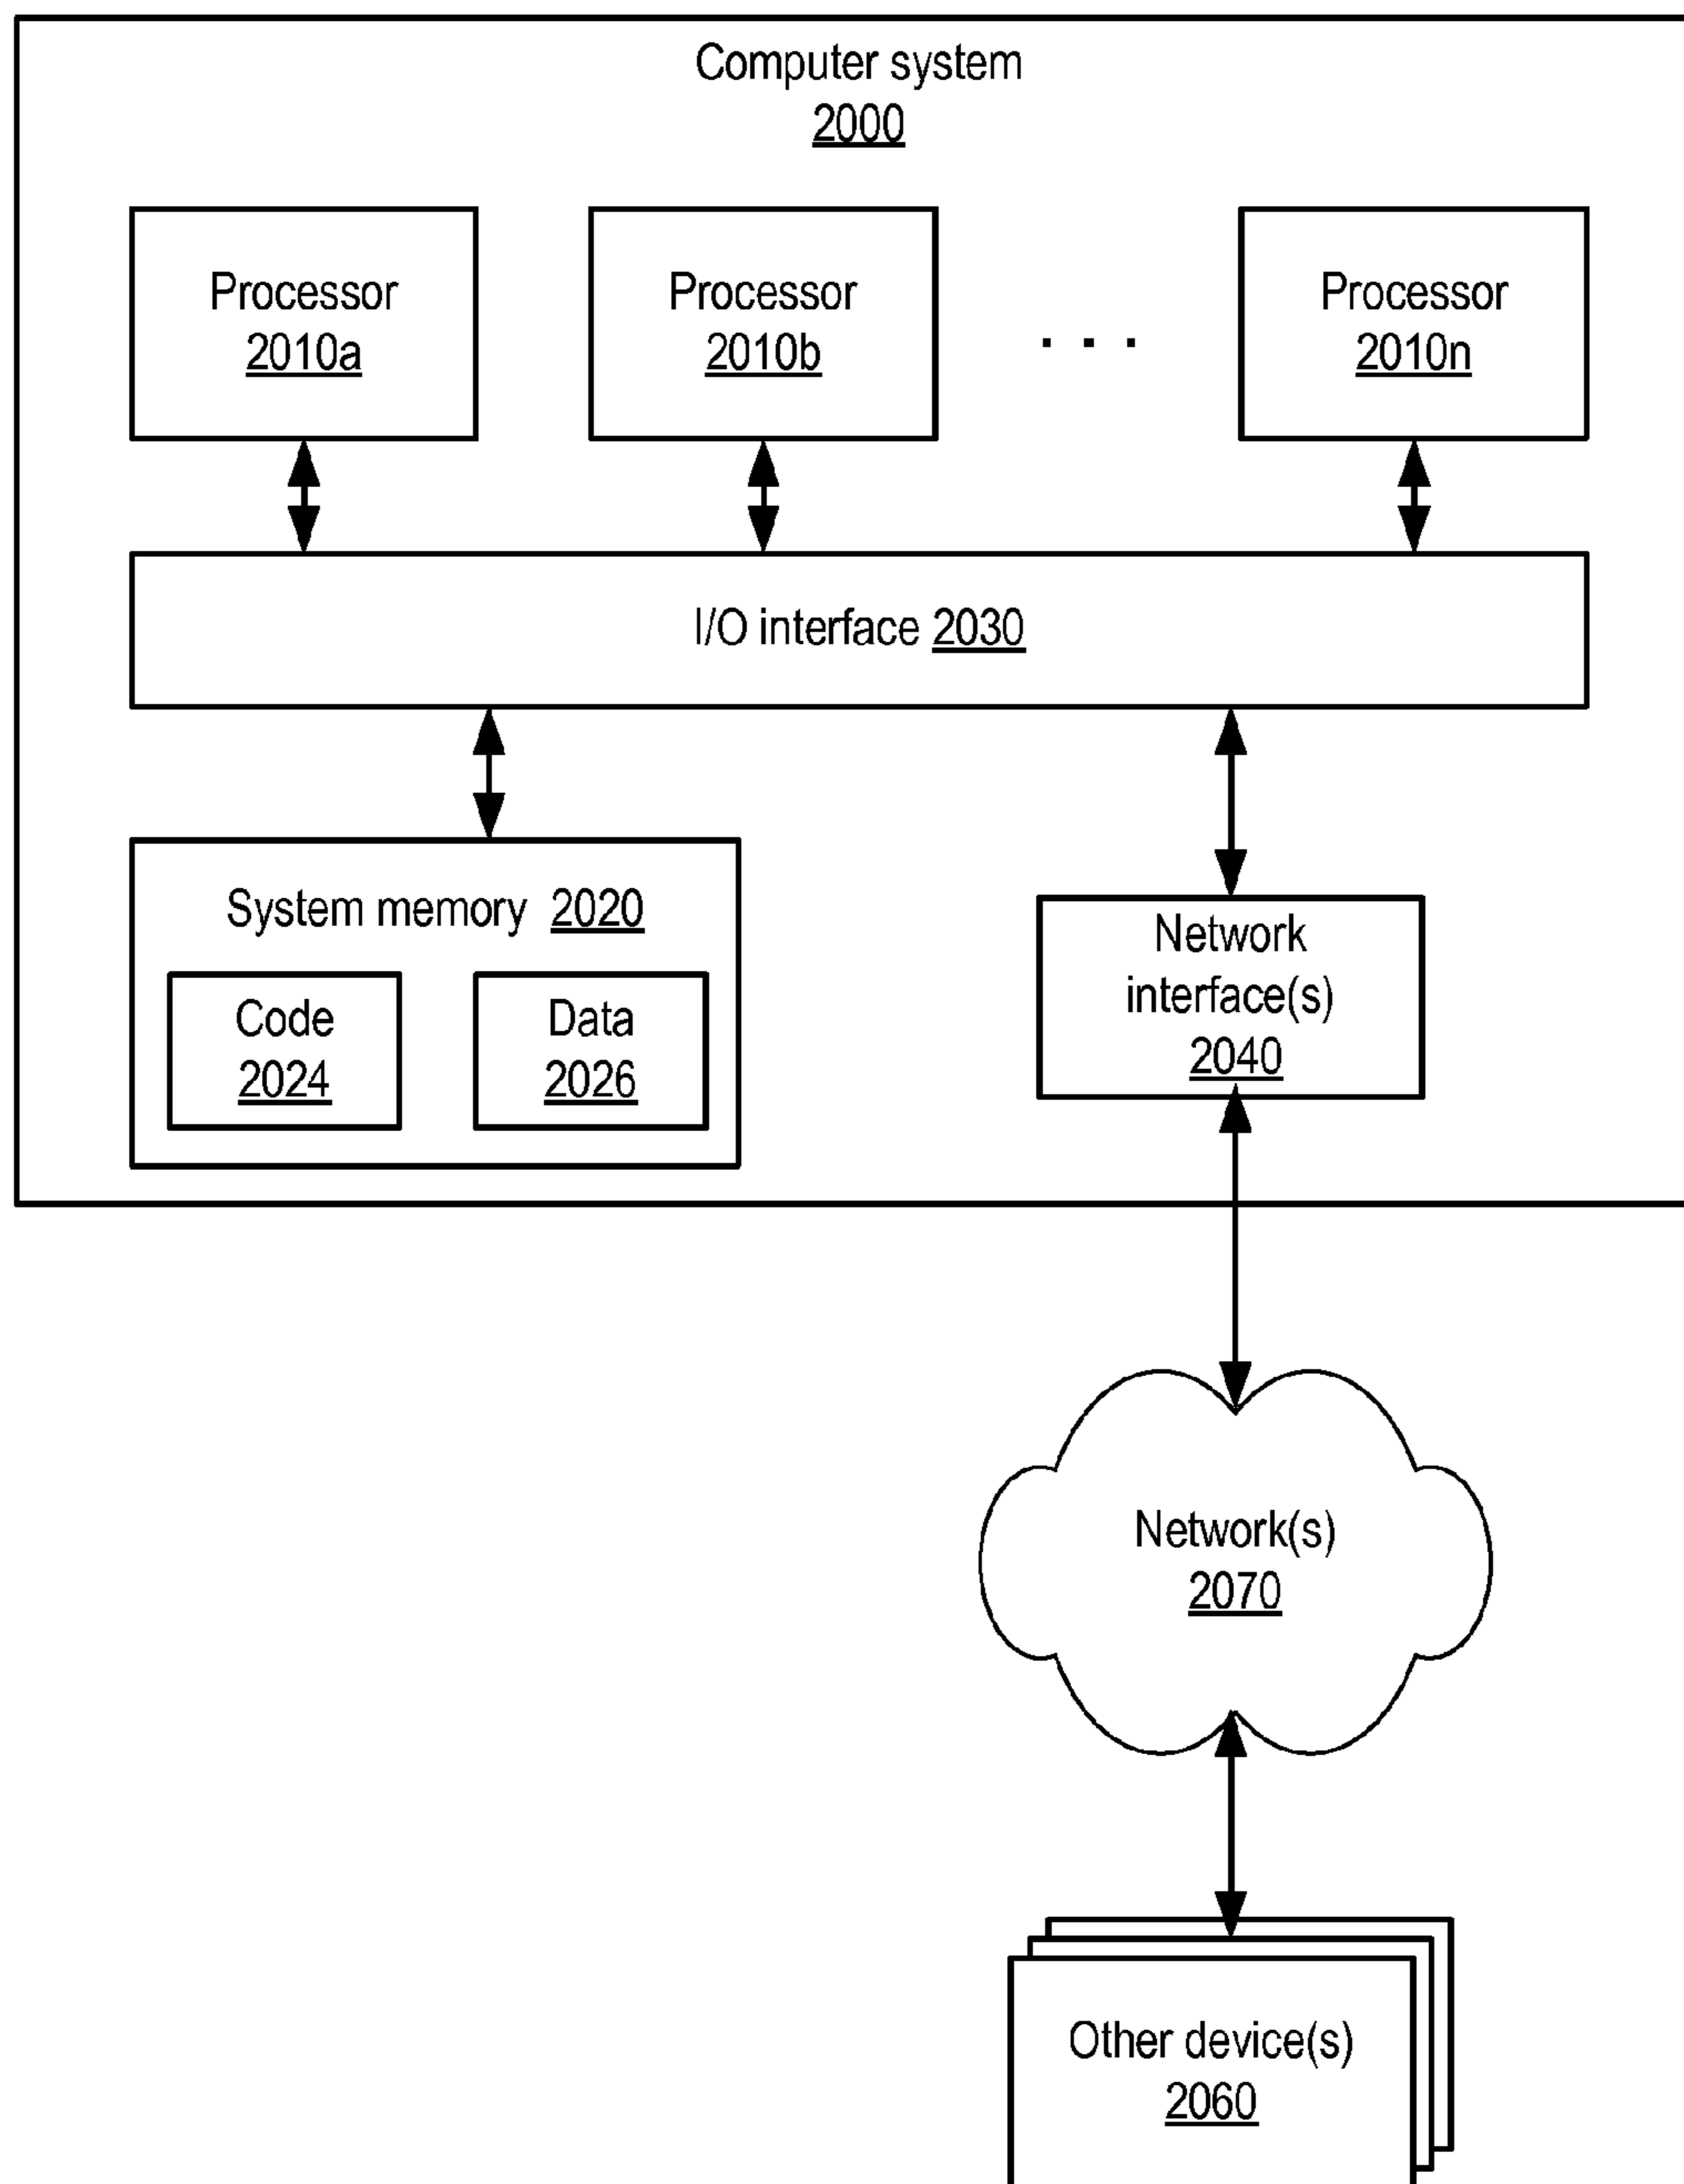 Computer system
2000
Processor
2010a
Processor
2010b
. . .
Processor
2010n
I/O interface 2030
System memory 2020
Code
2024
Data
2026
Network
interface(s)
2040
Network(s)
2070
Other device(s)
2060